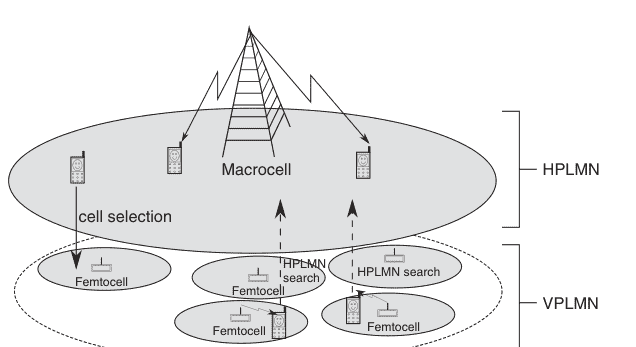 Macrocell
HPLMN
cell selection
HPLMN
search
HPLMN search
Femtocell
Femtocell
VPLMN
Femtocell
Femtocell